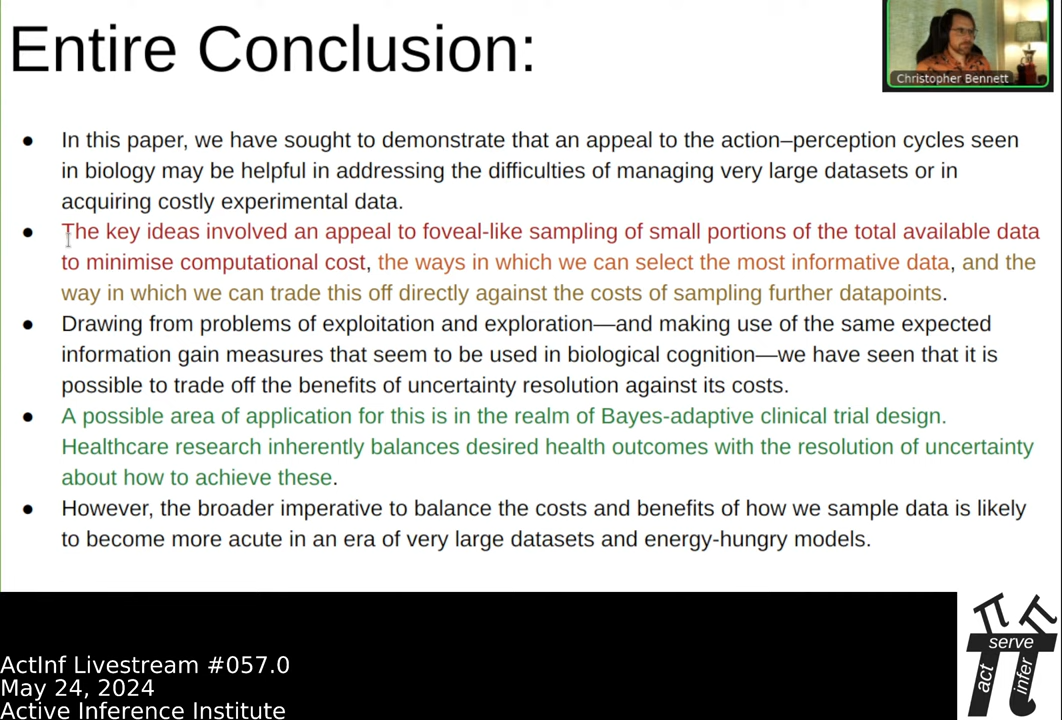 Entire Conclusion:
Christopher Bennett
● In this paper, we have sought to demonstrate that an appeal to the action–perception cycles seen
in biology may be helpful in addressing the difficulties of managing very large datasets or in
acquiring costly experimental data.
● The key ideas involved an appeal to foveal-like sampling of small portions of the total available data
to minimise computational cost, the ways in which we can select the most informative data, and the
way in which we can trade this off directly against the costs of sampling further datapoints.
● Drawing from problems of exploitation and exploration—and making use of the same expected
information gain measures that seem to be used in biological cognition—we have seen that it is
possible to trade off the benefits of uncertainty resolution against its costs.
● A possible area of application for this is in the realm of Bayes-adaptive clinical trial design.
Healthcare research inherently balances desired health outcomes with the resolution of uncertainty
about how to achieve these.
● However, the broader imperative to balance the costs and benefits of how we sample data is likely
to become more acute in an era of very large datasets and energy-hungry models.
ActInf Livestream #057.0
May 24, 2024
Active Inference Institute
π π
serve
act
infer